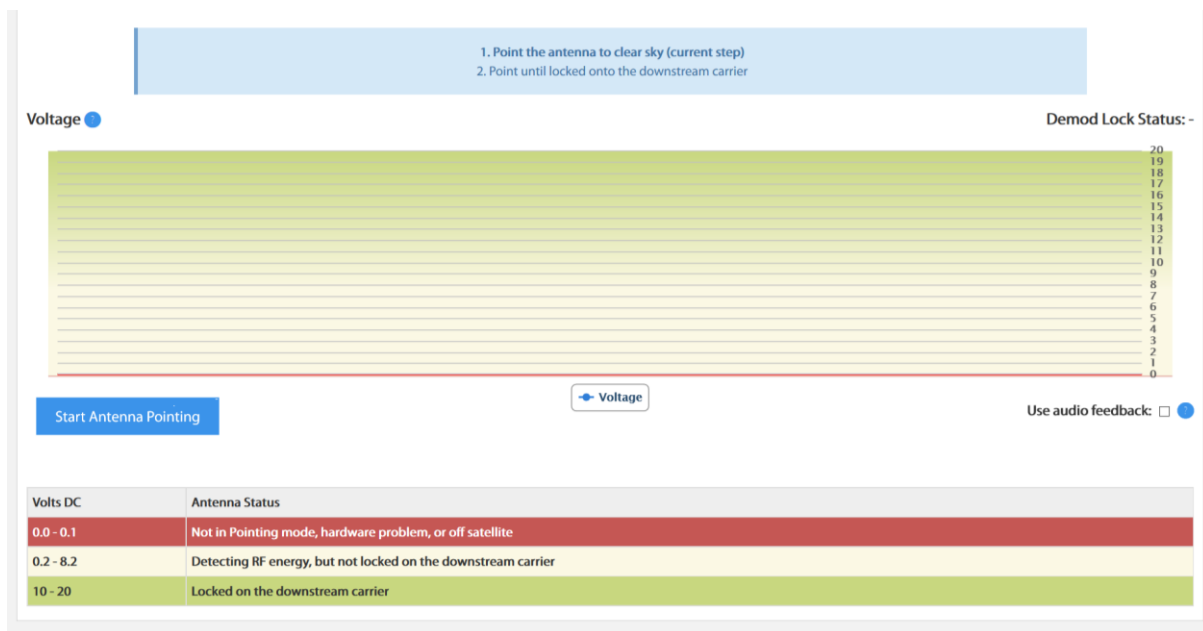 1. Point the antenna to clear sky (current step)
2. Point until locked onto the downstream carrier
Voltage ?
Demod Lock Status: -
20
19
18
17
16
15
14
13
12
11
10
9
8
7
6
5
4
3
2
1
0
Voltage
Start Antenna Pointing
Use audio feedback: ?
Volts DC Antenna Status
0.0 - 0.1 Not in Pointing mode, hardware problem, or off satellite
0.2 - 8.2 Detecting RF energy, but not locked on the downstream carrier
10 - 20 Locked on the downstream carrier